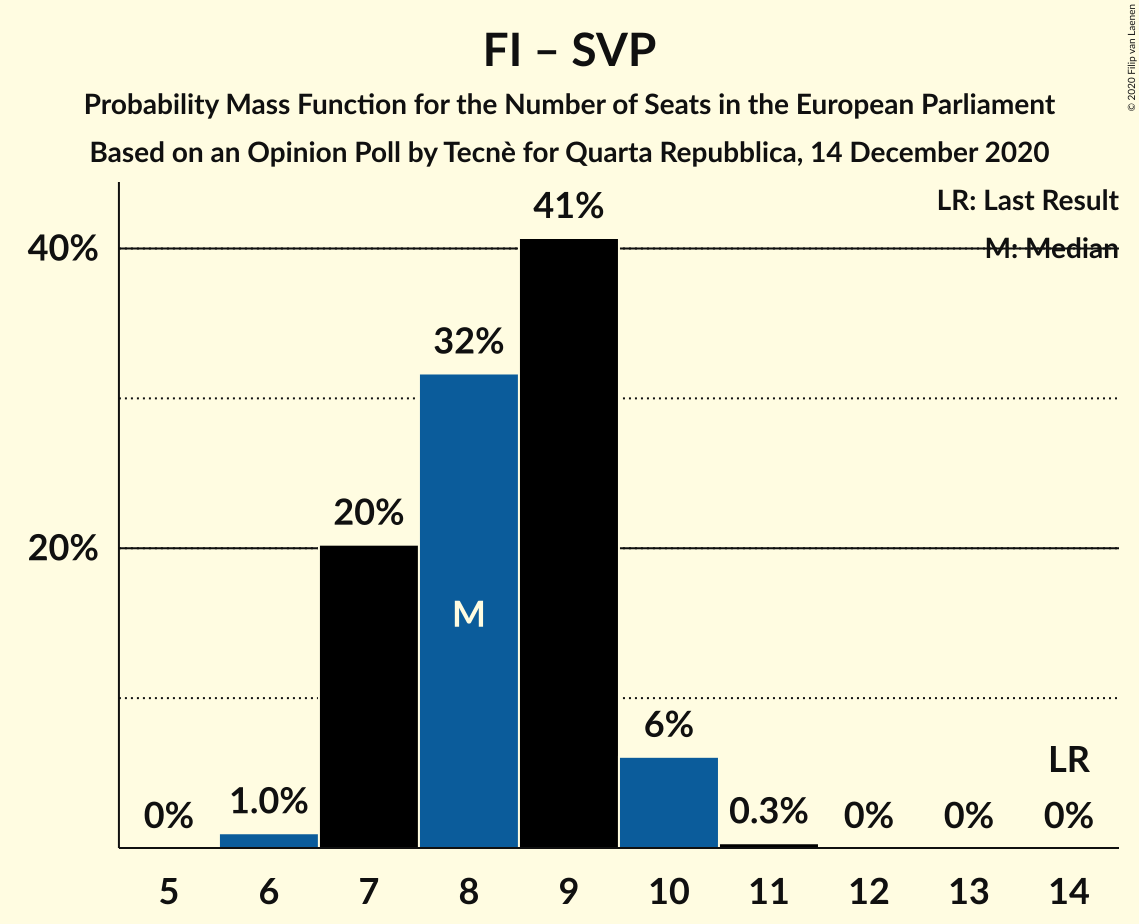 FI – SVP
Probability Mass Function for the Number of Seats in the European Parliament
Based on an Opinion Poll by Tecnè for Quarta Repubblica, 14 December 2020
© 2020 Filip van Laenen
LR: Last Result
M: Median
40%
20%
0%
1.0%
20%
32%
M
41%
6%
0.3%
0%
0%
LR
0%
5 6 7 8 9 10 11 12 13 14